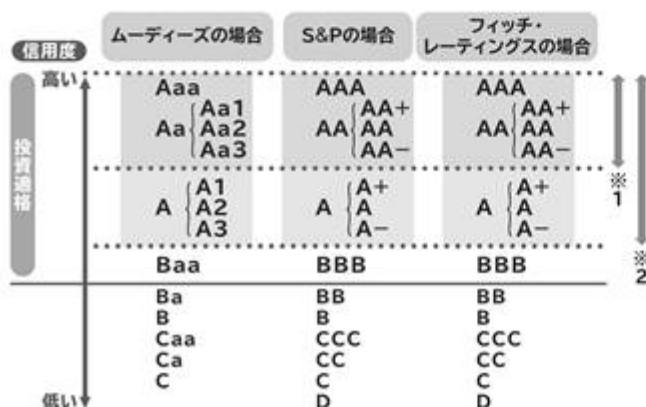 ムーディーズの場合
S&Pの場合
フィッチ・
レーティングスの場合
信用度
高い
投資適格
Aaa
AAA
AAA
Aa
Aa1
Aa2
Aa3
AA
AA+
AA
AA−
AA
AA+
AA
AA−
※1
A
A1
A2
A3
A
A+
A
A−
A
A+
A
A−
※2
Baa
BBB
BBB
Ba
BB
BB
B
B
B
Caa
CCC
CCC
Ca
CC
CC
C
C
C
低い
D
D